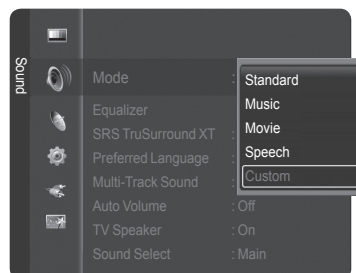 Sound
Mode :
Standard
Music
Movie
Speech
Custom
Equalizer
SRS TruSurround XT :
Preferred Language :
Multi-Track Sound :
Auto Volume : Off
TV Speaker : On
Sound Select : Main